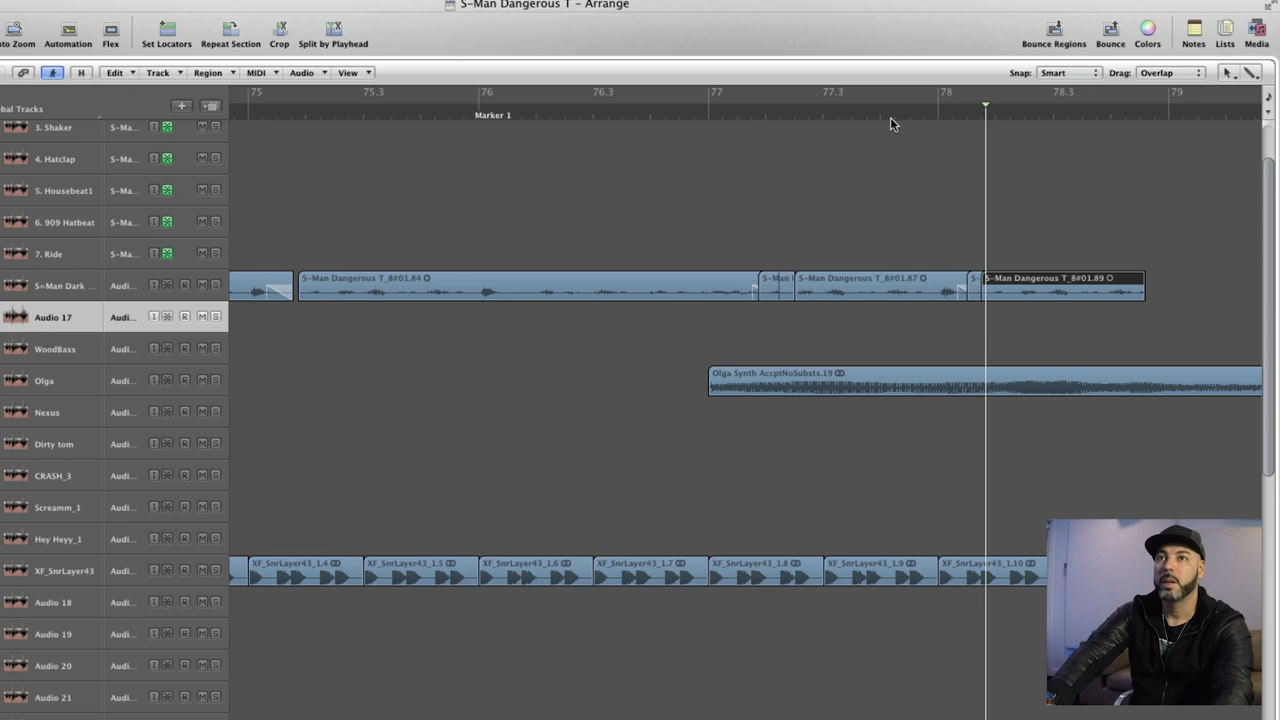 S-Man Dangerous T - Arrange
uto Zoom Automation Flex Set Locators Repeat Section Crop Split by Playhead Bounce Regions Bounce Colors Notes Lists Media
H Edit Track Region MIDI Audio View Snap: Smart Drag: Overlap
bal Tracks 75 75.3 76 76.3 77 77.3 78 78.3 79
Marker 1
3. Shaker S-Ma... I M S
4. Hatclap S-Ma... I M S
5. Housebeat1 S-Ma... I M S
6. 909 Hatbeat S-Ma... I M S
7. Ride S-Ma... I M S
S=Man Dark ... Audi... I R M S S-Man Dangerous T_8#01.84 S-Man S-Man Dangerous T_8#01.87 S- S-Man Dangerous T_8#01.89
Audio 17 Audi... I R M S
WoodBass Audi... I R M S
Olga Audi... I R M S Olga Synth AccptNoSubsts.19
Nexus Audi... I R M S
Dirty tom Audi... I R M S
CRASH_3 Audi... I R M S
Screamm_1 Audi... I R M S
Hey Heyy_1 Audi... I R M S
XF_SnrLayer43 Audi... I R M S XF_SnrLayer43_1.4 XF_SnrLayer43_1.5 XF_SnrLayer43_1.6 XF_SnrLayer43_1.7 XF_SnrLayer43_1.8 XF_SnrLayer43_1.9 XF_SnrLayer43_1.10
Audio 18 Audi... I R M S
Audio 19 Audi... I R M S
Audio 20 Audi... I R M S
Audio 21 Audi... I R M S